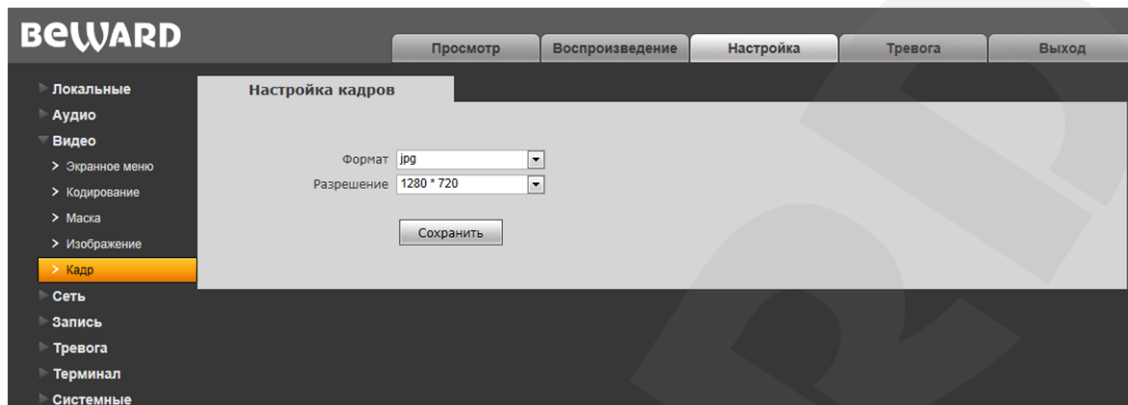 BEWARD
Просмотр Воспроизведение Настройка Тревога Выход
Локальные
Аудио
Видео
> Экранное меню
> Кодирование
> Маска
> Изображение
> Кадр
Сеть
Запись
Тревога
Терминал
Системные
Настройка кадров
Формат jpg
Разрешение 1280 * 720
Сохранить